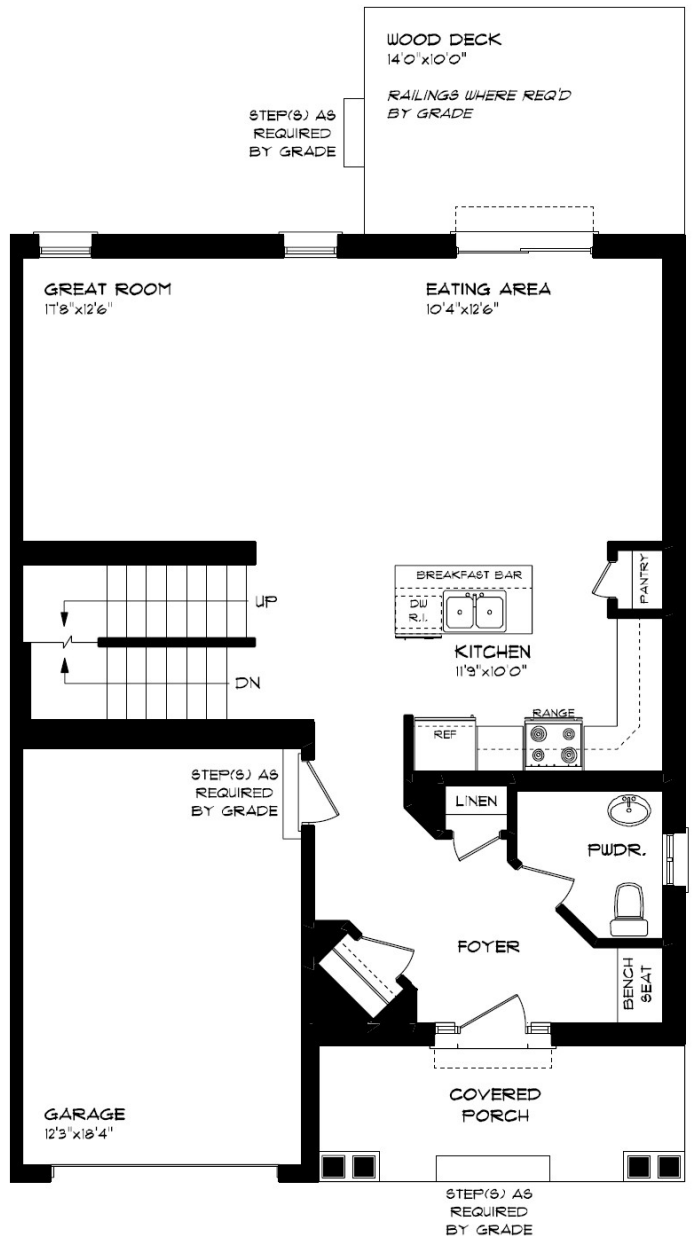 WOOD DECK
14'0"x10'0"
RAILINGS WHERE REQ'D
BY GRADE
STEP(S) AS
REQUIRED
BY GRADE
GREAT ROOM
17'8"x12'6"
EATING AREA
10'4"x12'6"
BREAKFAST BAR
DW
R.I.
PANTRY
UP
KITCHEN
11'9"x10'0"
DN
RANGE
REF
STEP(S) AS
REQUIRED
BY GRADE
LINEN
PWDR.
FOYER
BENCH
SEAT
COVERED
PORCH
GARAGE
12'3"x18'4"
STEP(S) AS
REQUIRED
BY GRADE